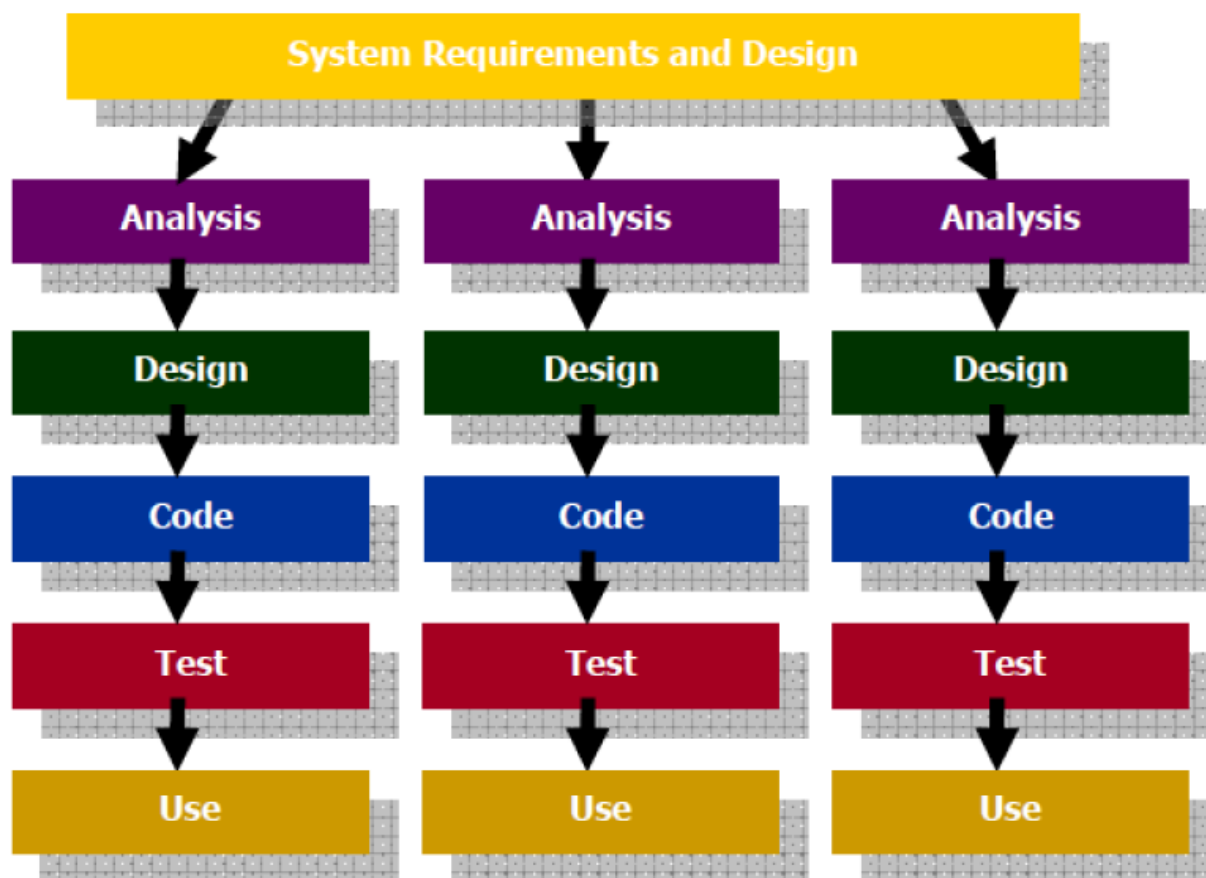 System Requirements and Design
Analysis
Analysis
Analysis
Design
Design
Design
Code
Code
Code
Test
Test
Test
Use
Use
Use